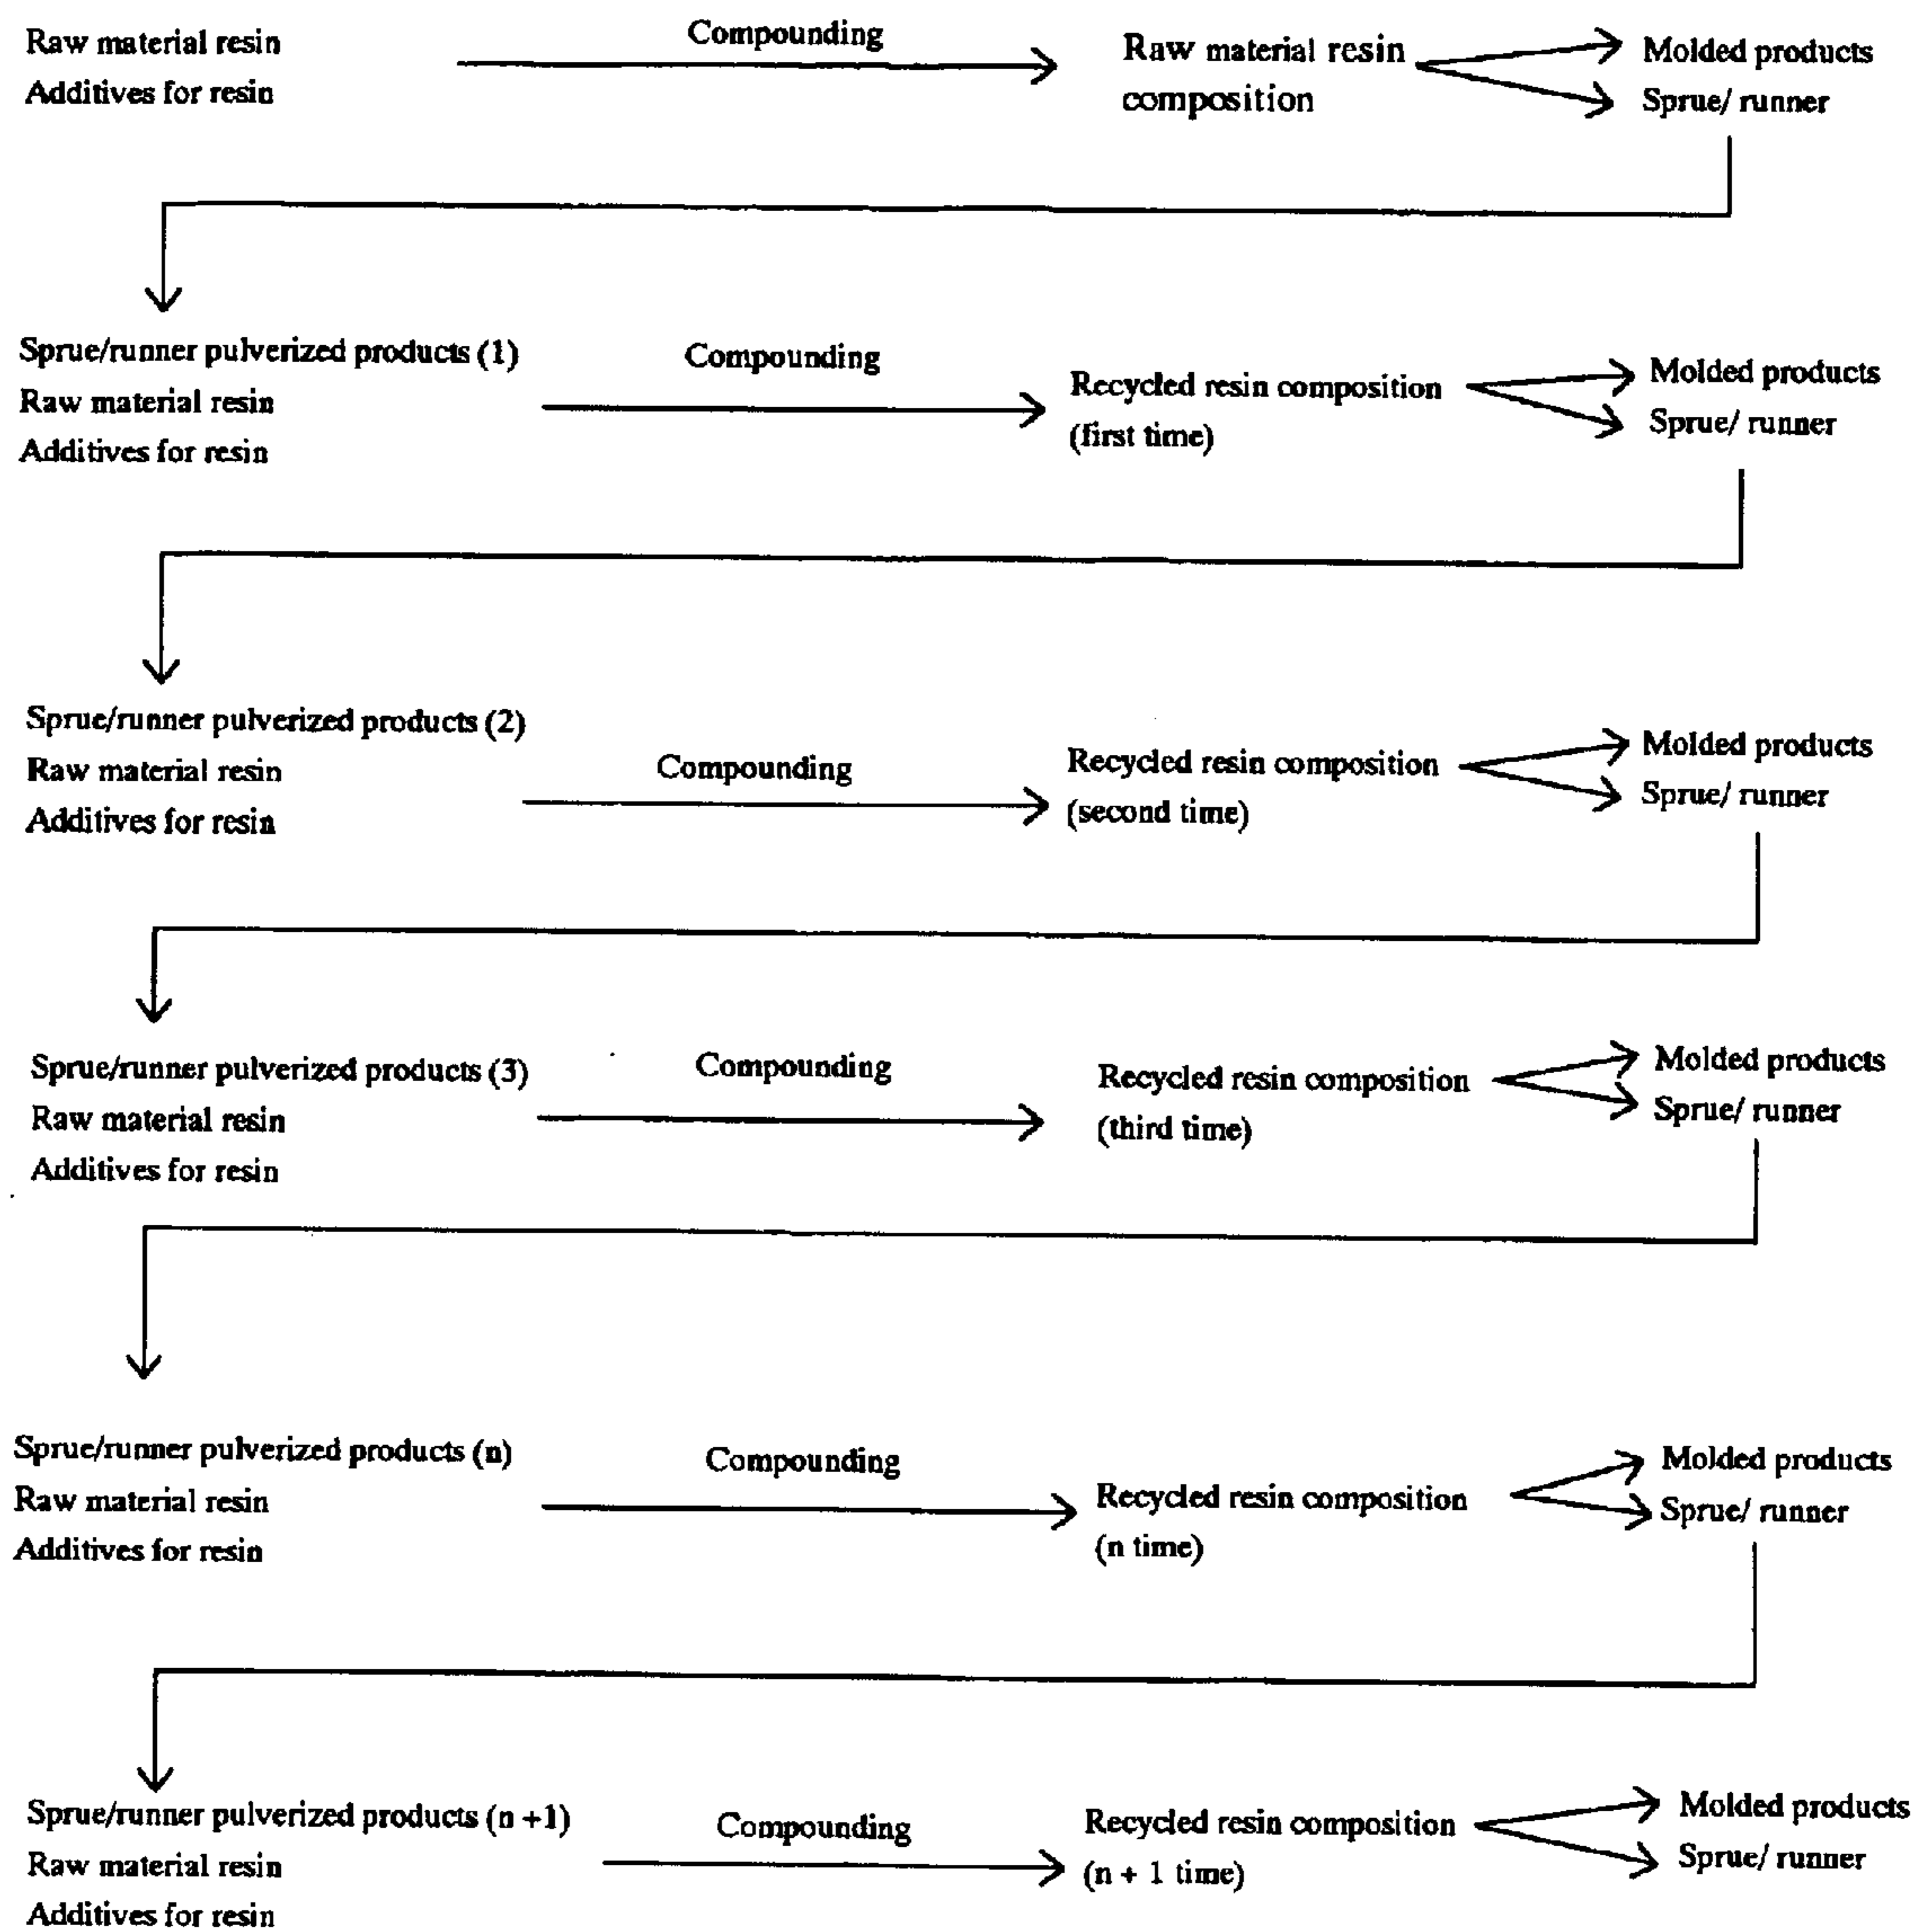 Raw material resin
Additives for resin
Compounding
Raw material resin
composition
Molded products
Sprue/ runner
Sprue/runner pulverized products (1)
Raw material resin
Additives for resin
Compounding
Recycled resin composition
(first time)
Molded products
Sprue/ runner
Sprue/runner pulverized products (2)
Raw material resin
Additives for resin
Compounding
Recycled resin composition
(second time)
Molded products
Sprue/ runner
Sprue/runner pulverized products (3)
Raw material resin
Additives for resin
Compounding
Recycled resin composition
(third time)
Molded products
Sprue/ runner
Sprue/runner pulverized products (n)
Raw material resin
Additives for resin
Compounding
Recycled resin composition
(n time)
Molded products
Sprue/ runner
Sprue/runner pulverized products (n +1)
Raw material resin
Additives for resin
Compounding
Recycled resin composition
(n + 1 time)
Molded products
Sprue/ runner